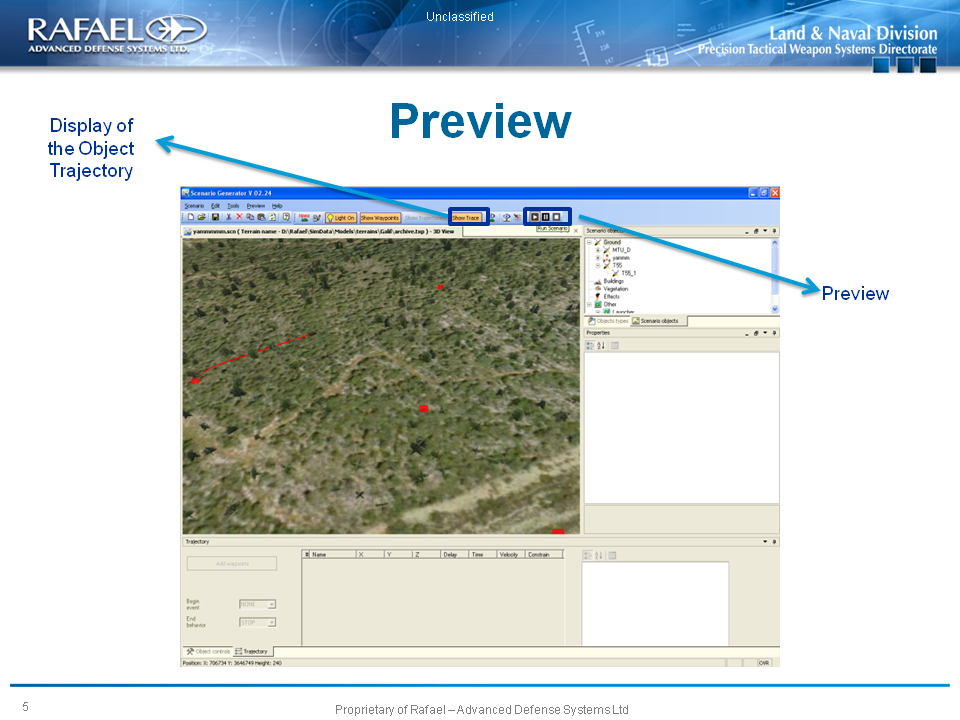 Unclassified
RAFAEL
ADVANCED DEFENSE SYSTEMS LTD.
Land & Naval Division
Precision Tactical Weapon Systems Directorate
Preview
Display of
the Object
Trajectory
Scenario Generator V 02.24
Scenario Edit Tools Preview Help
Light On Show Waypoints Show Trace
Run Scenario
yammmmm.scn ( Terrain name - D:\Rafael\SimData\Models\terrains\Galil\archive.txp ) - 3D View
Scenario objects
Ground
MTU_D
yammm
T55
T55_1
Buildings
Vegetation
Effects
Other
Launcher
Objects types Scenario objects
Properties
Preview
Trajectory
Add waypoint
# Name X Y Z Delay Time Velocity Constrain
Begin
event
NONE
End
behavior
STOP
Object controls Trajectory
Position: X: 706734 Y: 3646749 Height: 240
OVR
5
Proprietary of Rafael – Advanced Defense Systems Ltd